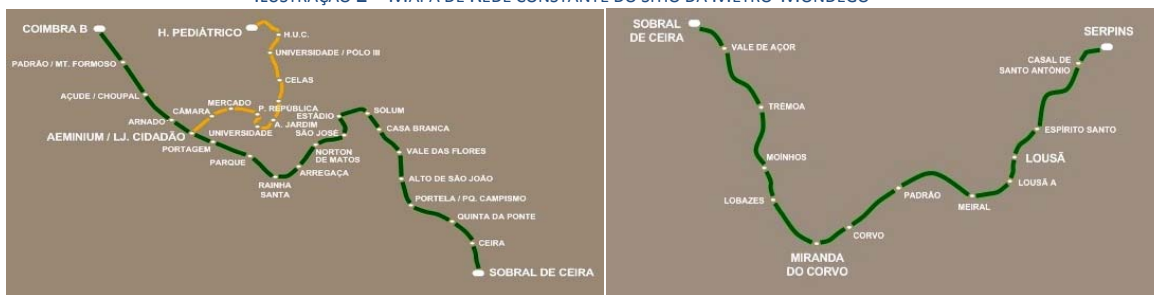 ILUSTRAÇÃO 2 – MAPA DE REDE CONSTANTE DO SÍTIO DA METRO-MONDEGO
COIMBRA B
H. PEDIÁTRICO
H.U.C.
UNIVERSIDADE / PÓLO III
PADRÃO / MT. FORMOSO
CELAS
AÇUDE / CHOUPAL
MERCADO
P. REPÚBLICA
CÂMARA
ESTÁDIO
SOLUM
ARNADO
A. JARDIM
CASA BRANCA
AEMINIUM / LJ. CIDADÃO
UNIVERSIDADE
SÃO JOSÉ
PORTAGEM
NORTON
DE MATOS
VALE DAS FLORES
PARQUE
ARREGAÇA
RAINHA
SANTA
ALTO DE SÃO JOÃO
PORTELA / PQ. CAMPISMO
QUINTA DA PONTE
CEIRA
SOBRAL DE CEIRA
SOBRAL
DE CEIRA
VALE DE AÇOR
TRÉMOA
MOÍNHOS
LOBAZES
MIRANDA
DO CORVO
CORVO
PADRÃO
MEIRAL
LOUSÃ A
LOUSÃ
ESPÍRITO SANTO
CASAL DE
SANTO ANTÓNIO
SERPINS